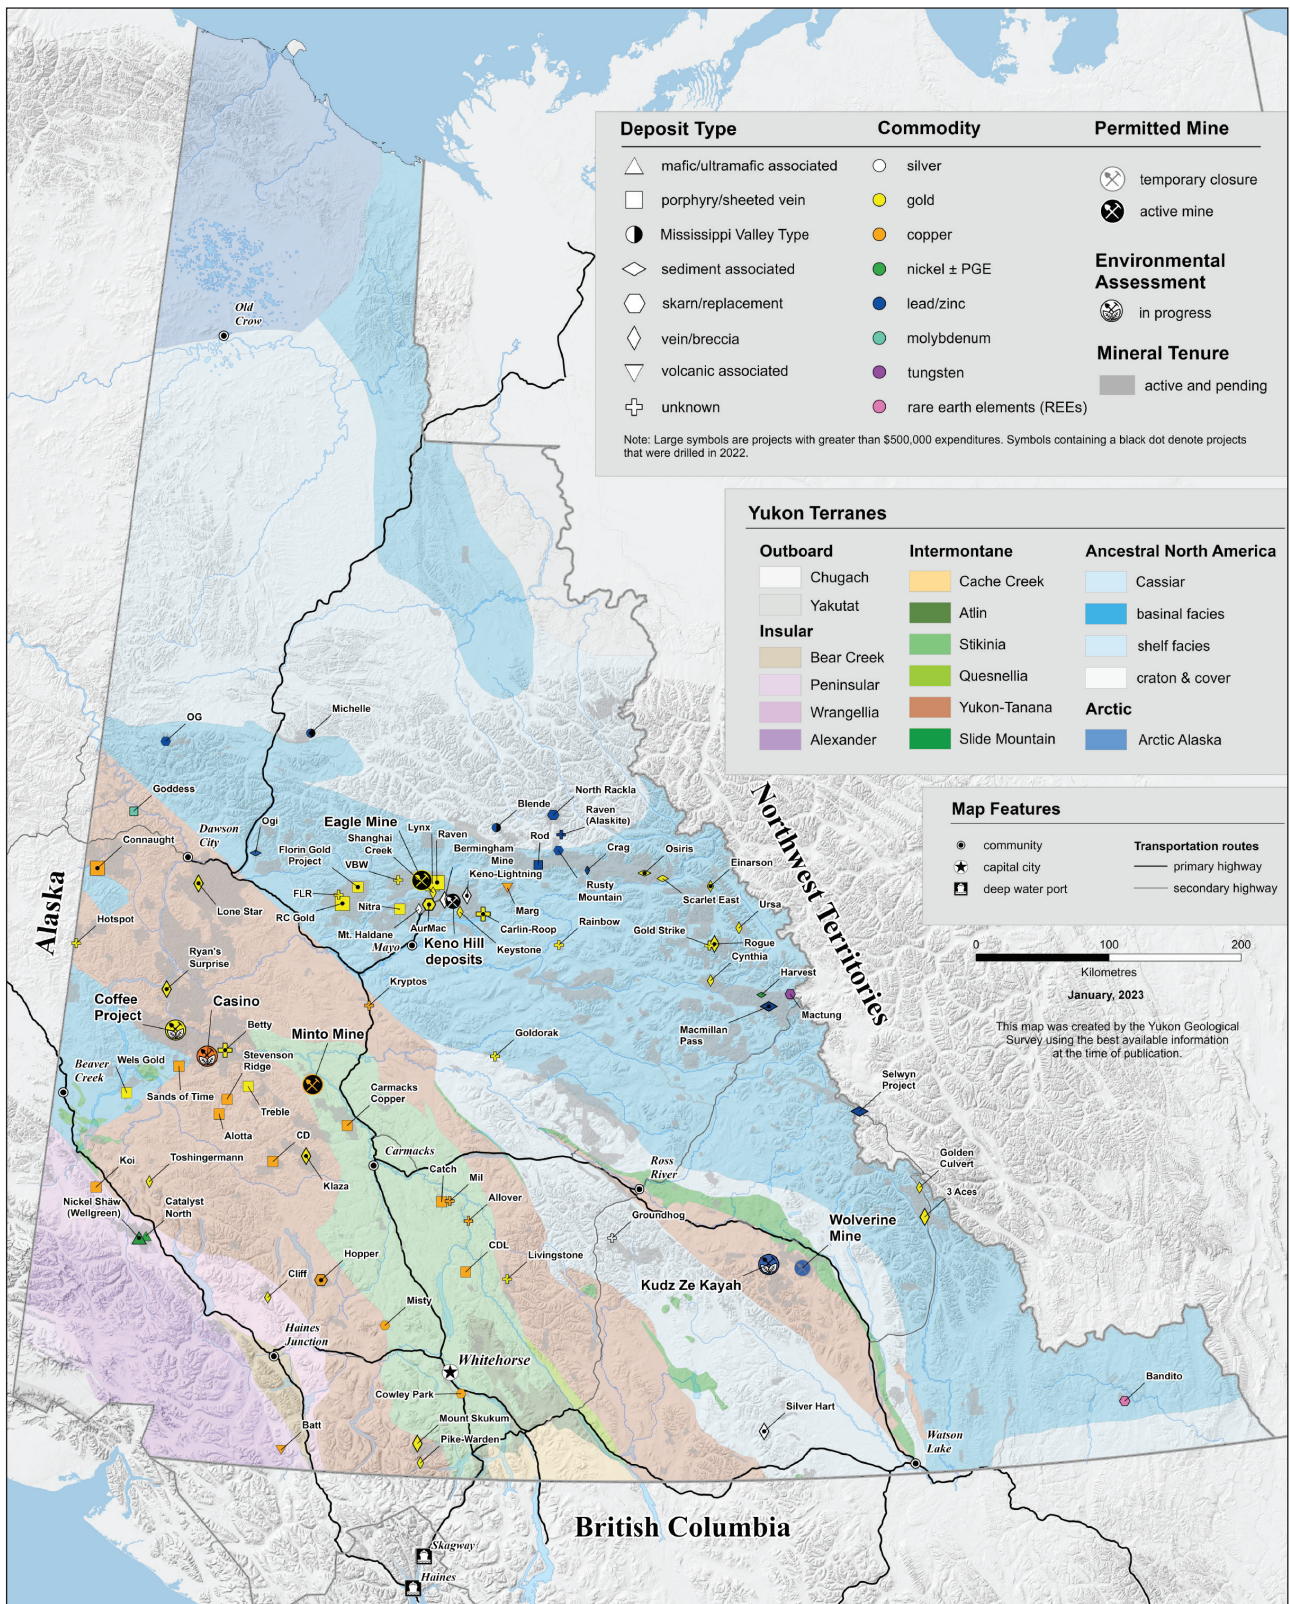 Deposit Type
mafic/ultramafic associated
porphyry/sheeted vein
Mississippi Valley Type
sediment associated
skarn/replacement
vein/breccia
volcanic associated
unknown
Commodity
silver
gold
copper
nickel ± PGE
lead/zinc
molybdenum
tungsten
rare earth elements (REEs)
Permitted Mine
temporary closure
active mine
Environmental
Assessment
in progress
Mineral Tenure
active and pending
Note: Large symbols are projects with greater than $500,000 expenditures. Symbols containing a black dot denote projects
that were drilled in 2022.
Yukon Terranes
Outboard
Chugach
Yakutat
Insular
Bear Creek
Peninsular
Wrangellia
Alexander
Intermontane
Cache Creek
Atlin
Stikinia
Quesnellia
Yukon-Tanana
Slide Mountain
Ancestral North America
Cassiar
basinal facies
shelf facies
craton & cover
Arctic
Arctic Alaska
Map Features
community
capital city
deep water port
Transportation routes
primary highway
secondary highway
0 100 200
Kilometres
January, 2023
This map was created by the Yukon Geological
Survey using the best available information
at the time of publication.
Old
Crow
OG
Michelle
Goddess
Dawson
City
Ogi
Connaught
Lone Star
Hotspot
Alaska
Northwest Territories
British Columbia
Eagle Mine
Shanghai
Creek
Lynx
Raven
Florin Gold
Project
VBW
FLR
RC Gold
Nitra
Mt. Haldane
Mayo
AurMac
Keno Hill
deposits
Bermingham
Mine
Keno-Lightning
Blende
North Rackla
Raven
(Alaskite)
Rod
Crag
Rusty
Mountain
Marg
Carlin-Roop
Keystone
Rainbow
Osiris
Scarlet East
Einarson
Ursa
Gold Strike
Rogue
Cynthia
Harvest
Mactung
Macmillan
Pass
Ryan's
Surprise
Coffee
Project
Casino
Betty
Kryptos
Goldorak
Minto Mine
Stevenson
Ridge
Wels Gold
Beaver
Creek
Sands of Time
Treble
Alotta
Carmacks
Copper
Selwyn
Project
CD
Klaza
Carmacks
Toshingermann
Koi
Nickel Shäw
(Wellgreen)
Catalyst
North
Catch
Mil
Allover
Ross
River
Golden
Culvert
3 Aces
Groundhog
Wolverine
Mine
Kudz Ze Kayah
Hopper
CDL
Livingstone
Cliff
Misty
Haines
Junction
Whitehorse
Cowley Park
Mount Skukum
Pike-Warden
Batt
Silver Hart
Watson
Lake
Bandito
Skagway
Haines